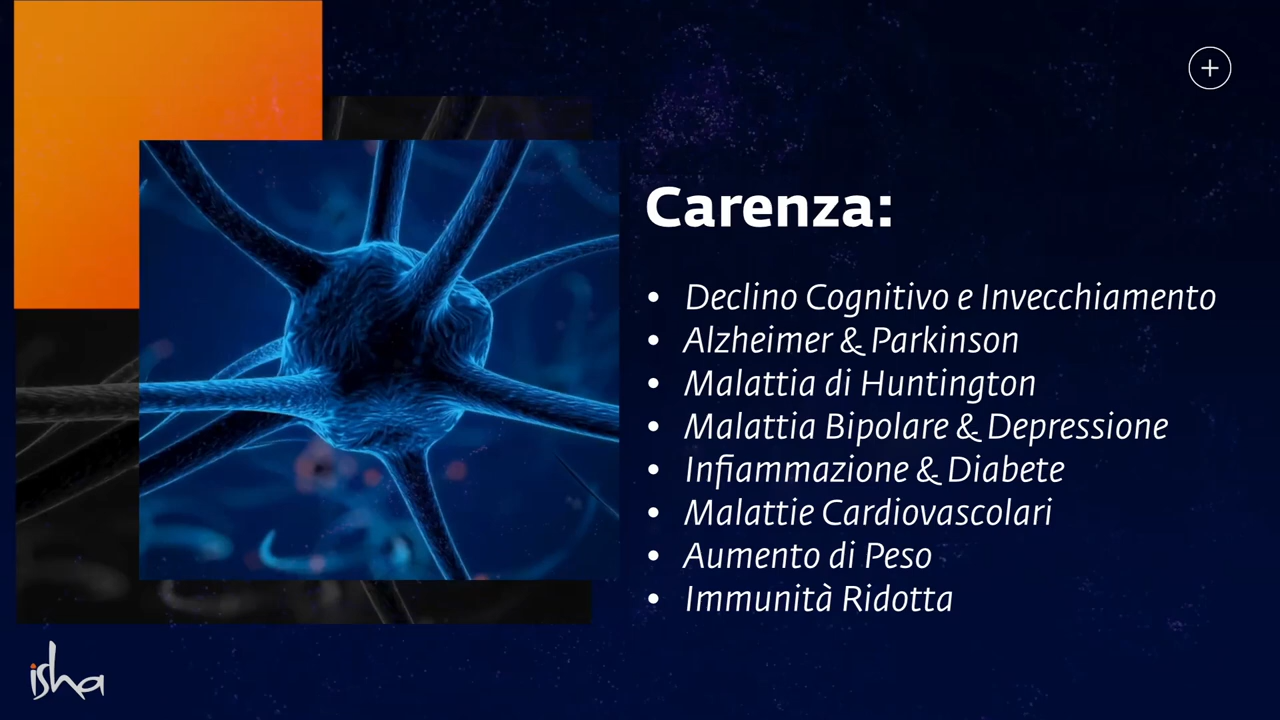 Carenza:
• Declino Cognitivo e Invecchiamento
• Alzheimer & Parkinson
• Malattia di Huntington
• Malattia Bipolare & Depressione
• Infiammazione & Diabete
• Malattie Cardiovascolari
• Aumento di Peso
• Immunità Ridotta
isha